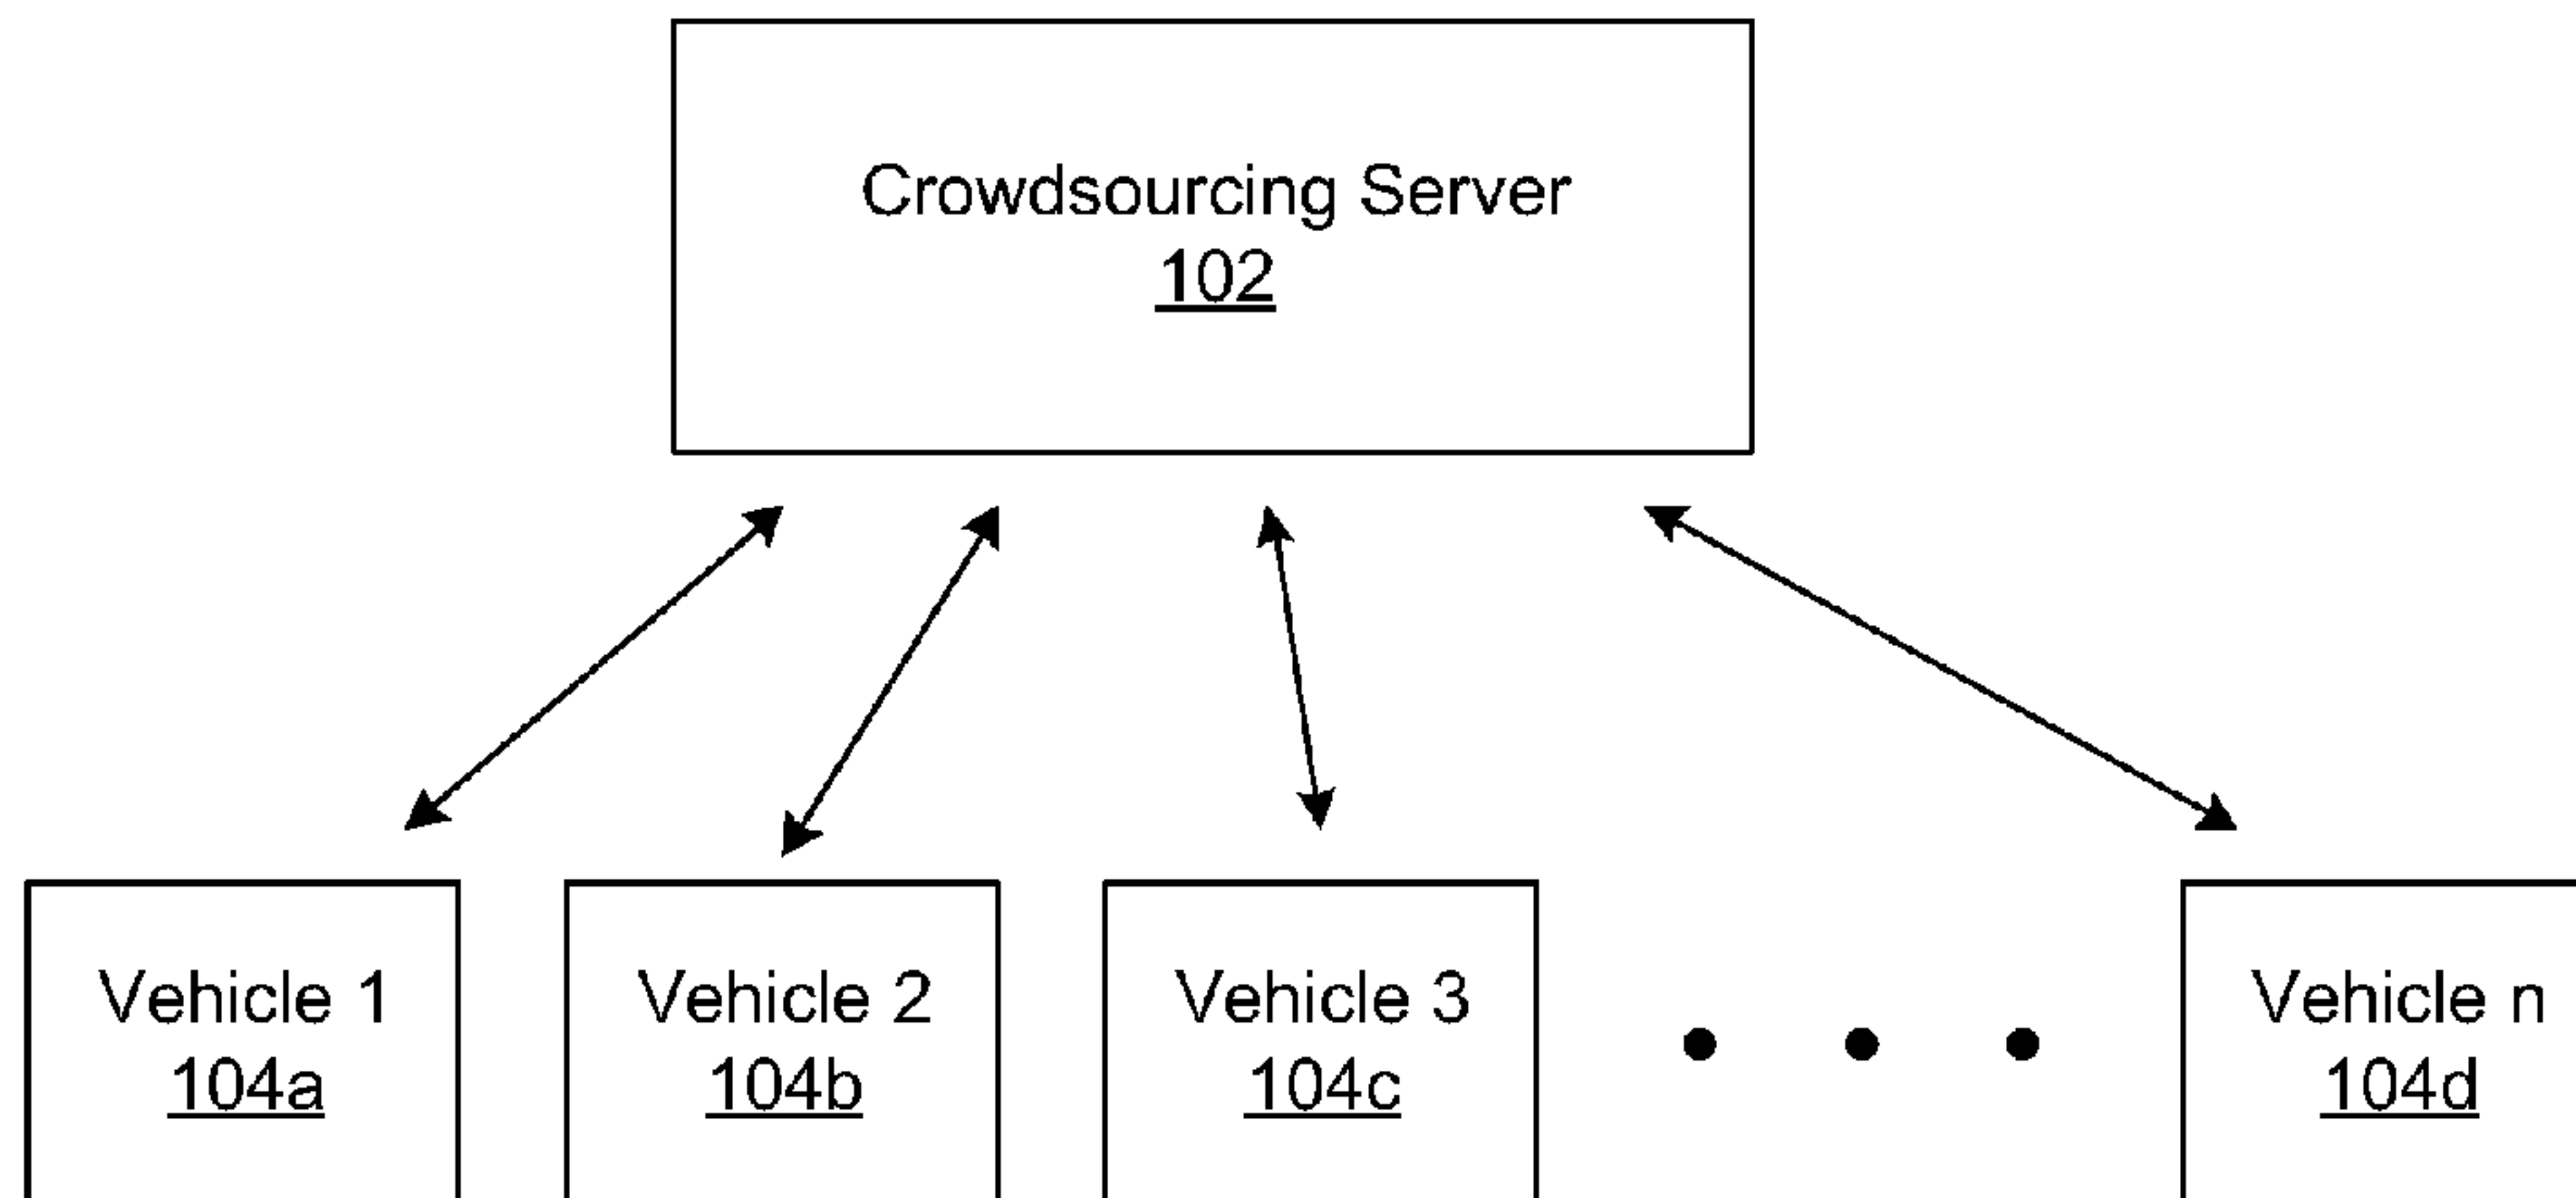 Crowdsourcing Server
102
Vehicle 1
104a
Vehicle 2
104b
Vehicle 3
104c
Vehicle n
104d